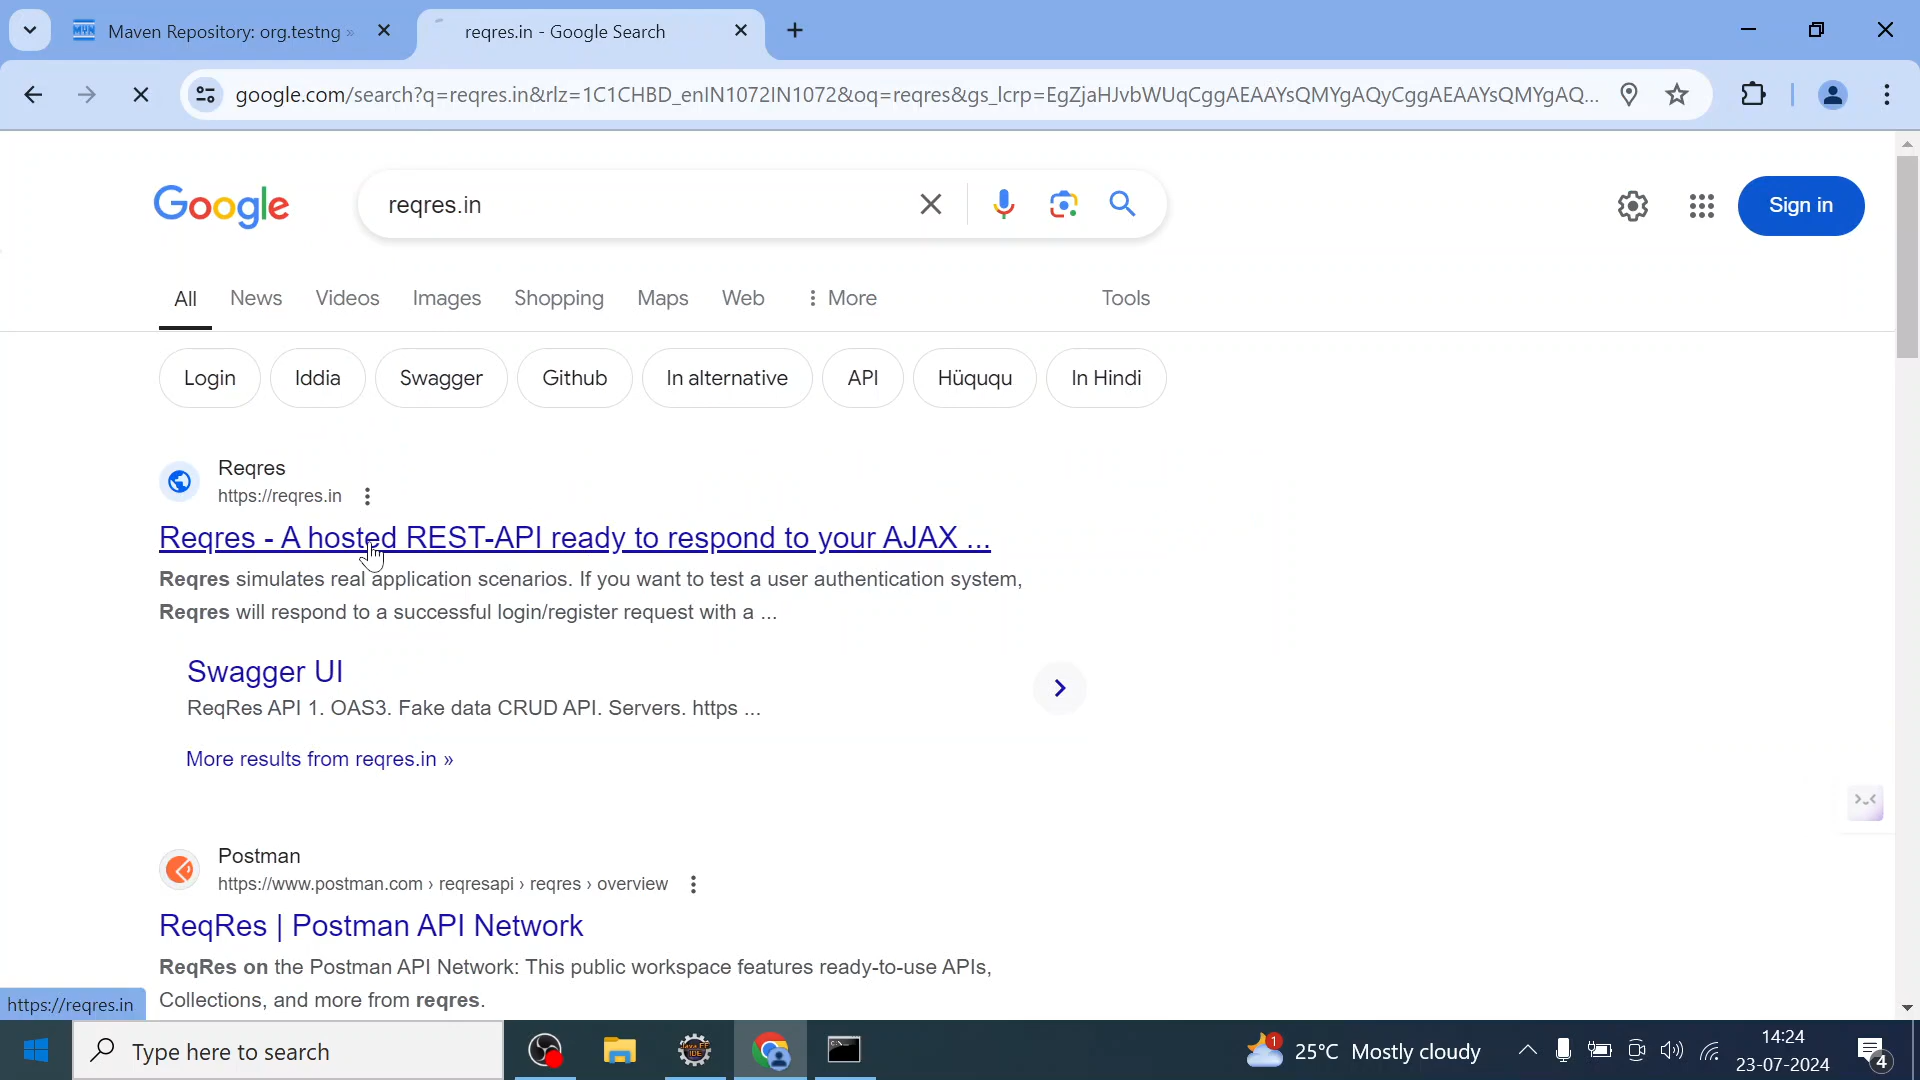 Maven Repository: org.testng »
reqres.in - Google Search
google.com/search?q=reqres.in&rlz=1C1CHBD_enIN1072IN1072&oq=reqres&gs_lcrp=EgZjaHJvbWUqCggAEAAYsQMYgAQyCggAEAAYsQMYgAQ...
Google
reqres.in
Sign in
All News Videos Images Shopping Maps Web More Tools
Login Iddia Swagger Github In alternative API Hüququ In Hindi
Reqres
https://reqres.in
Reqres - A hosted REST-API ready to respond to your AJAX ...
Reqres simulates real application scenarios. If you want to test a user authentication system,
Reqres will respond to a successful login/register request with a ...
Swagger UI
ReqRes API 1. OAS3. Fake data CRUD API. Servers. https ...
More results from reqres.in »
Postman
https://www.postman.com › reqresapi › reqres › overview
ReqRes | Postman API Network
ReqRes on the Postman API Network: This public workspace features ready-to-use APIs,
Collections, and more from reqres.
https://reqres.in
Type here to search
1
25°C Mostly cloudy
14:24
23-07-2024
4